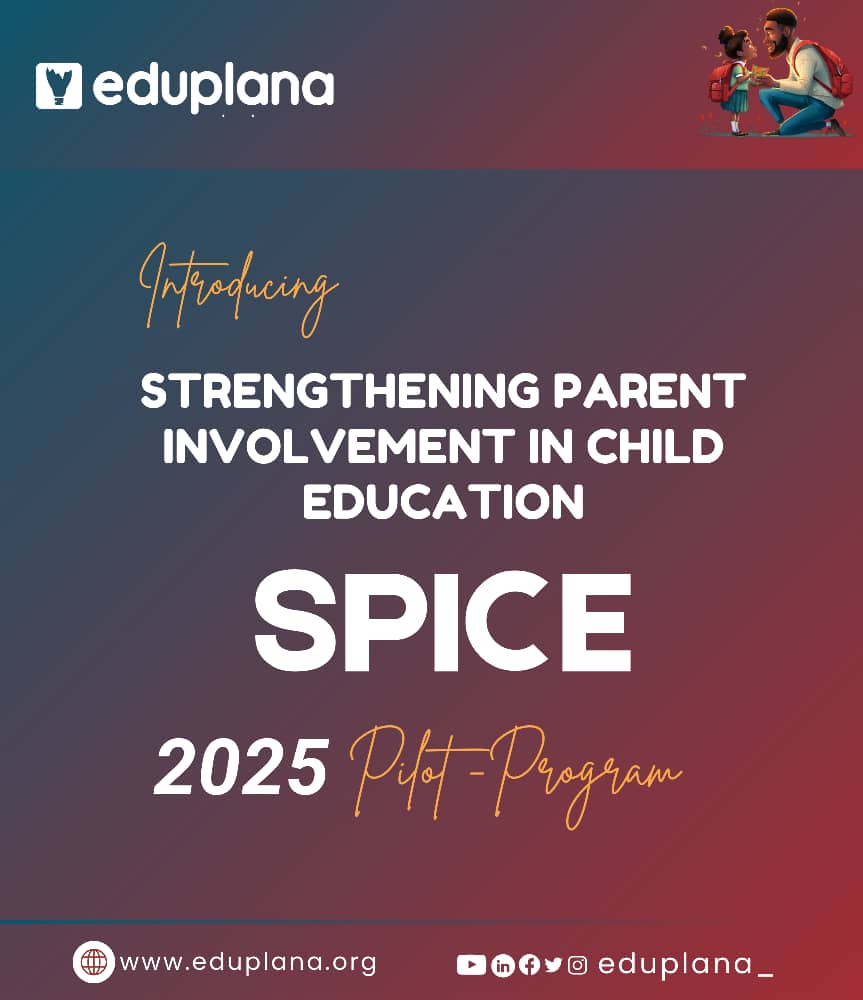 eduplana
Introducing
STRENGTHENING PARENT
INVOLVEMENT IN CHILD
EDUCATION
SPICE
2025 Pilot-Program
www.eduplana.org
eduplana_